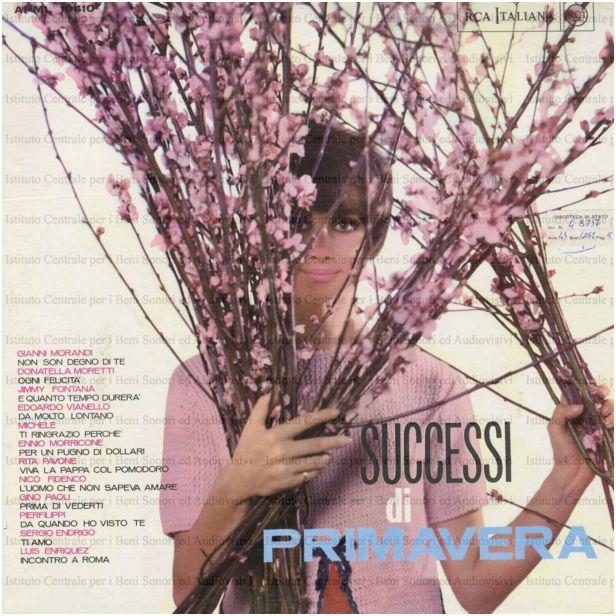 APML 10410
RCA ITALIANA
RCA
Istituto Centrale per i Beni Sonori ed Audiovisivi
DISCOTECA DI STATO
GIANNI MORANDI
NON SON DEGNO DI TE
DONATELLA MORETTI
OGNI FELICITA'
JIMMY FONTANA
E QUANTO TEMPO DURERA'
EDOARDO VIANELLO
DA MOLTO LONTANO
MICHELE
TI RINGRAZIO PERCHE'
ENNIO MORRICONE
PER UN PUGNO DI DOLLARI
RITA PAVONE
VIVA LA PAPPA COL POMODORO
NICO FIDENCO
L'UOMO CHE NON SAPEVA AMARE
GINO PAOLI
PRIMA DI VEDERTI
PIERFILIPPI
DA QUANDO HO VISTO TE
SERGIO ENDRIGO
TI AMO
LUIS ENRIQUEZ
INCONTRO A ROMA
SUCCESSI
di
PRIMAVERA